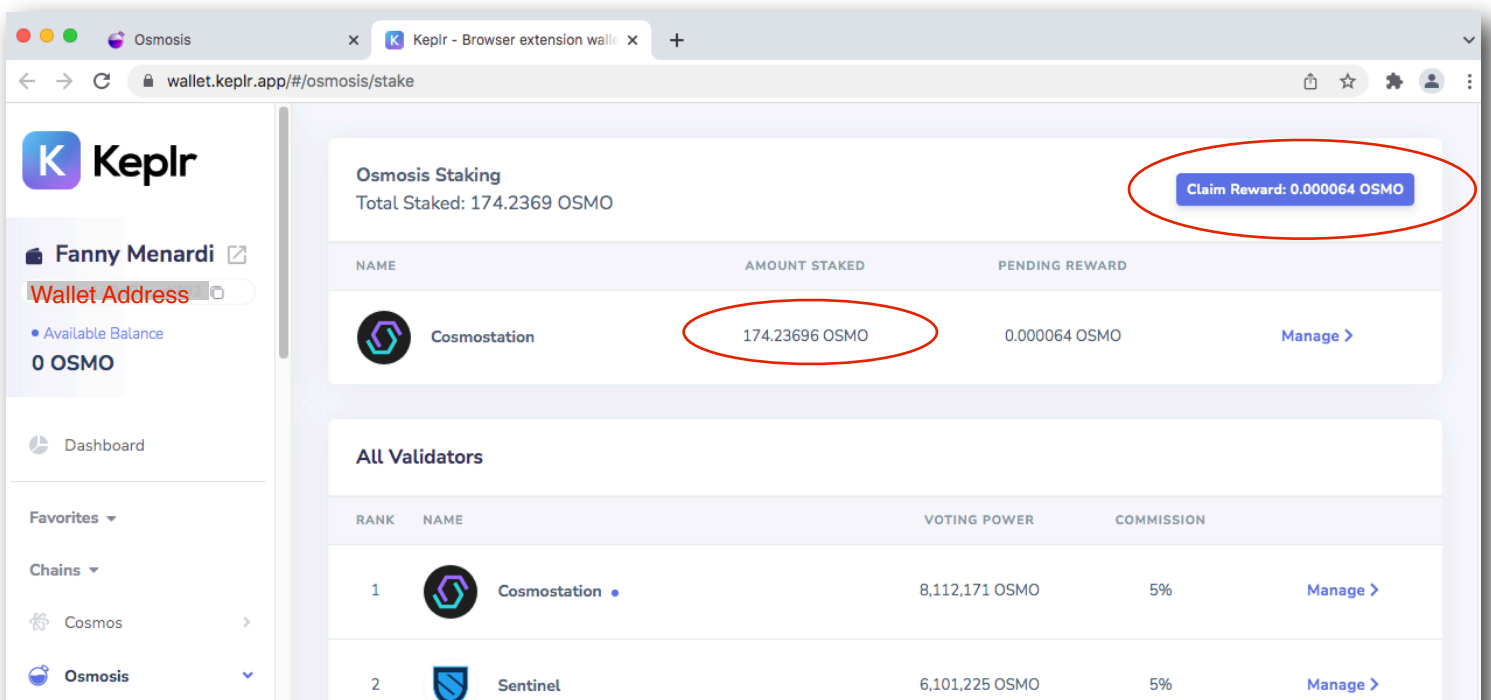 Osmosis
Keplr - Browser extension walle
wallet.keplr.app/#/osmosis/stake
K Keplr
Fanny Menardi
Wallet Address
Available Balance
0 OSMO
Dashboard
Favorites
Chains
Cosmos
Osmosis
Osmosis Staking
Total Staked: 174.2369 OSMO
Claim Reward: 0.000064 OSMO
NAME AMOUNT STAKED PENDING REWARD
Cosmostation 174.23696 OSMO 0.000064 OSMO Manage
All Validators
RANK NAME VOTING POWER COMMISSION
1 Cosmostation 8,112,171 OSMO 5% Manage
2 Sentinel 6,101,225 OSMO 5% Manage